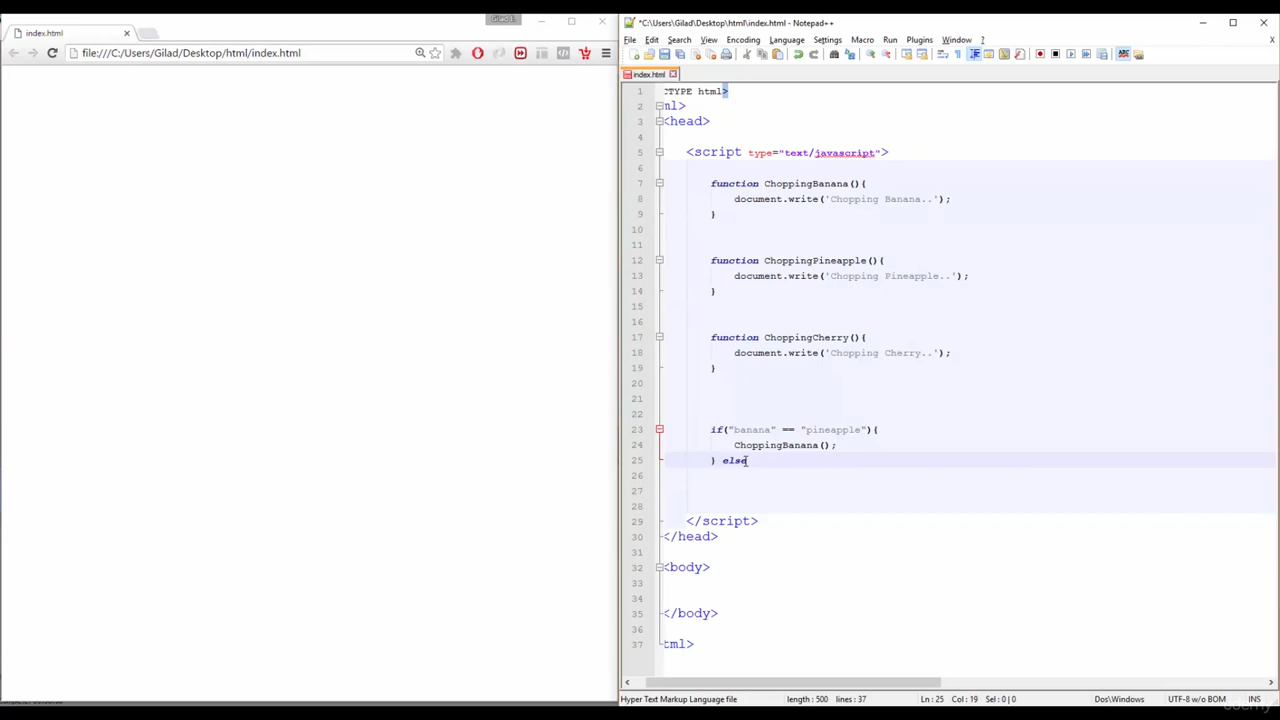 Gilad E.
index.html
file:///C:/Users/Gilad/Desktop/html/index.html
*C:\Users\Gilad\Desktop\html\index.html - Notepad++
File Edit Search View Encoding Language Settings Macro Run Plugins Window ? X
index.html
1 CTYPE html>
2 ml>
3 <head>
4
5 <script type="text/javascript">
6
7 function ChoppingBanana(){
8 document.write('Chopping Banana..');
9 }
10
11
12 function ChoppingPineapple(){
13 document.write('Chopping Pineapple..');
14 }
15
16
17 function ChoppingCherry(){
18 document.write('Chopping Cherry..');
19 }
20
21
22
23 if("banana" == "pineapple"){
24 ChoppingBanana();
25 } else
26
27
28
29 </script>
30 </head>
31
32 <body>
33
34
35 </body>
36
37 tml>
Hyper Text Markup Language file length : 500 lines : 37 Ln : 25 Col : 19 Sel : 0 | 0 Dos\Windows UTF-8 w/o BOM INS
udemy